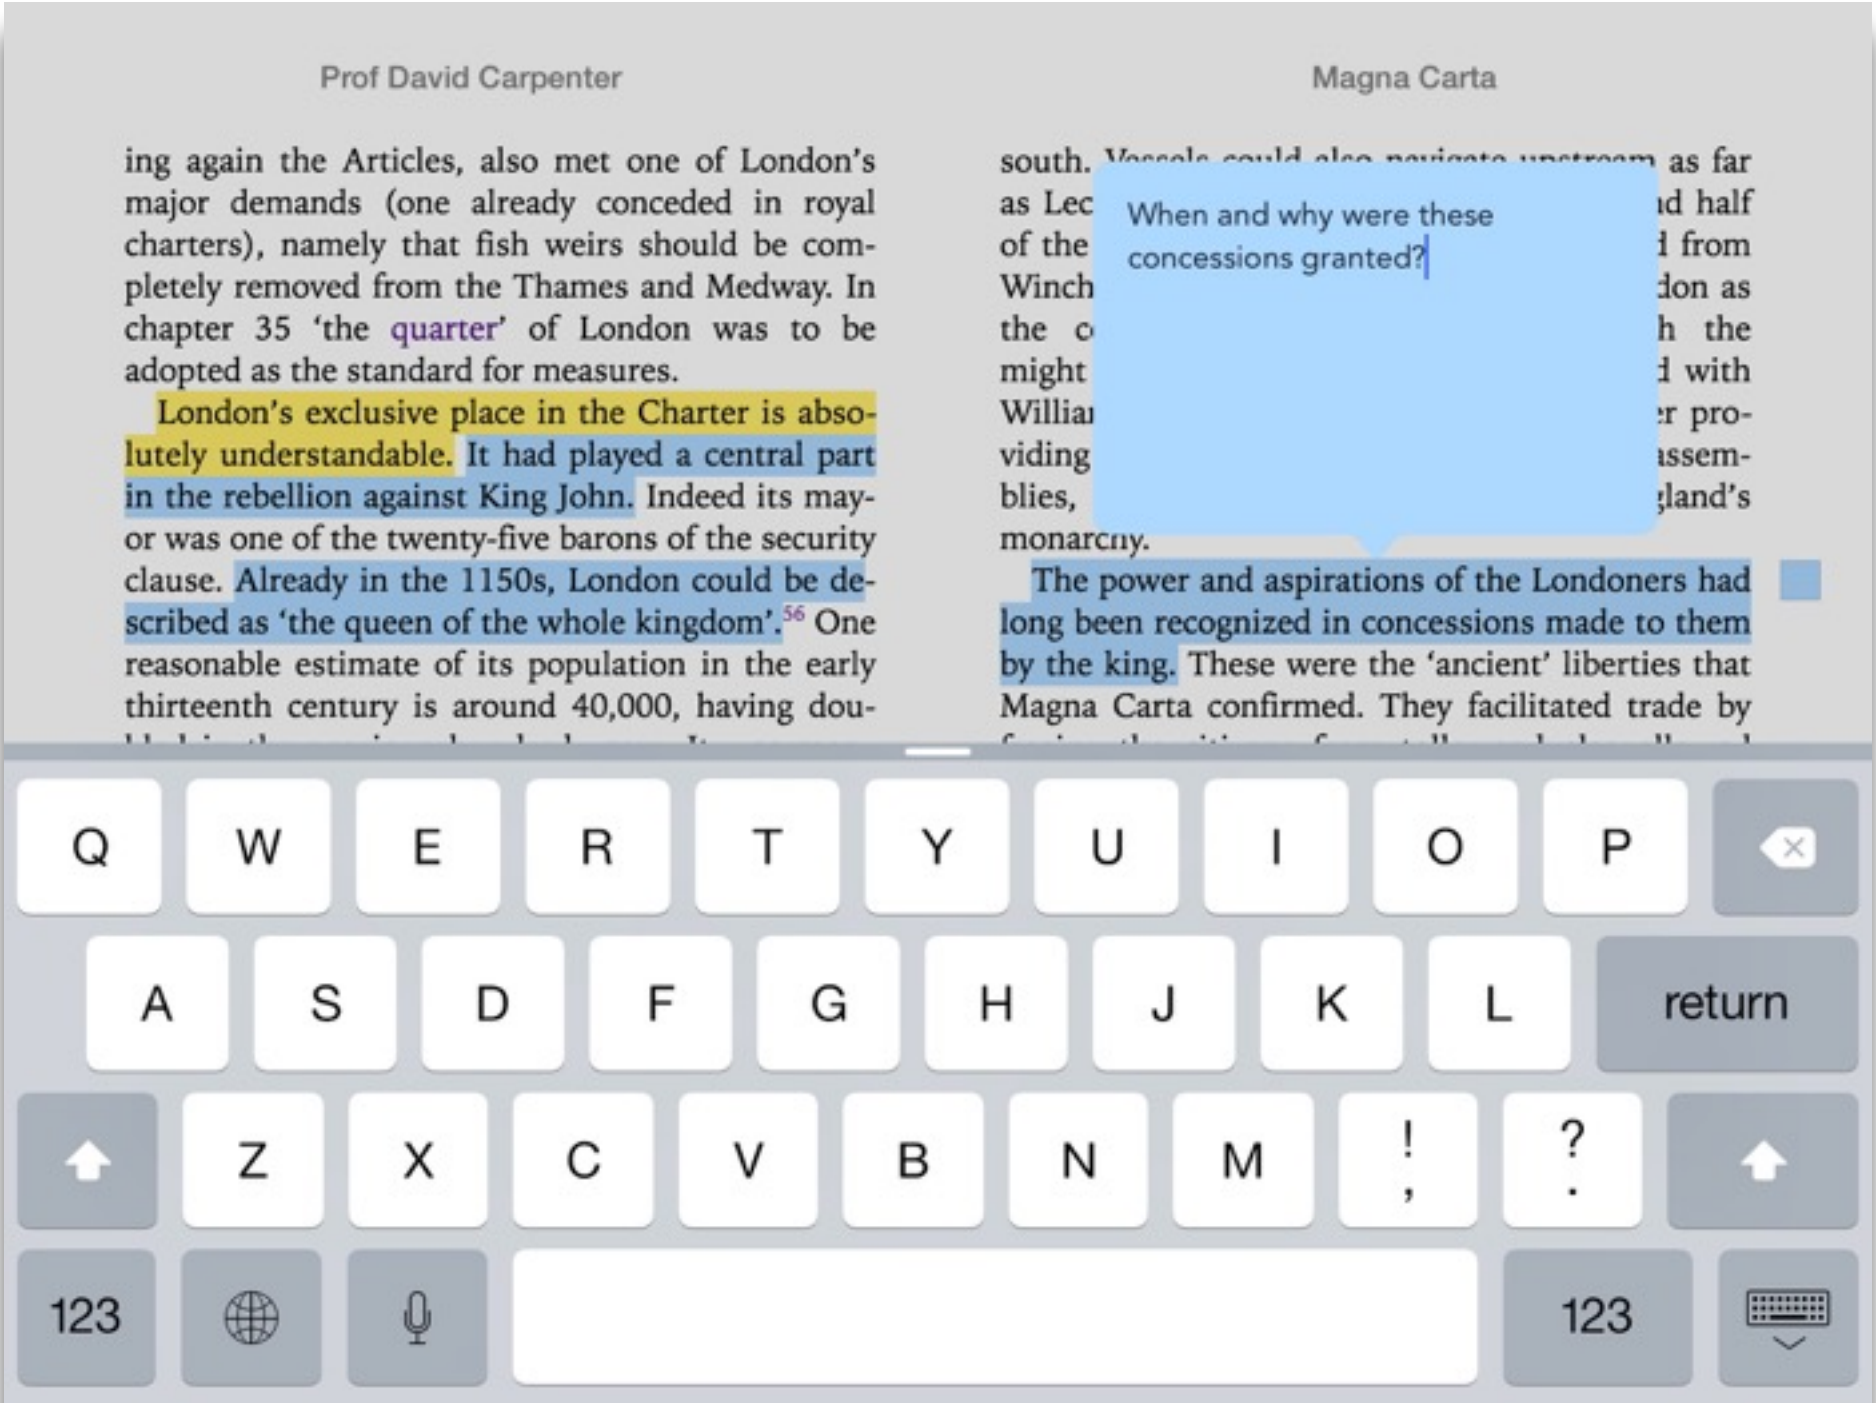 Prof David Carpenter
ing again the Articles, also met one of London’s
major demands (one already conceded in royal
charters), namely that fish weirs should be com-
pletely removed from the Thames and Medway. In
chapter 35 ‘the quarter’ of London was to be
adopted as the standard for measures.
London’s exclusive place in the Charter is abso-
lutely understandable. It had played a central part
in the rebellion against King John. Indeed its may-
or was one of the twenty-five barons of the security
clause. Already in the 1150s, London could be de-
scribed as ‘the queen of the whole kingdom’.56 One
reasonable estimate of its population in the early
thirteenth century is around 40,000, having dou-
Magna Carta
south. Vessels could also navigate upstream as far
as half
of the from
Winch don as
the the
might with
William pro-
viding assem-
blies, gland’s
monarchy.
When and why were these
concessions granted?
The power and aspirations of the Londoners had
long been recognized in concessions made to them
by the king. These were the ‘ancient’ liberties that
Magna Carta confirmed. They facilitated trade by
Q W E R T Y U I O P
A S D F G H J K L return
Z X C V B N M ! , ? .
123 123